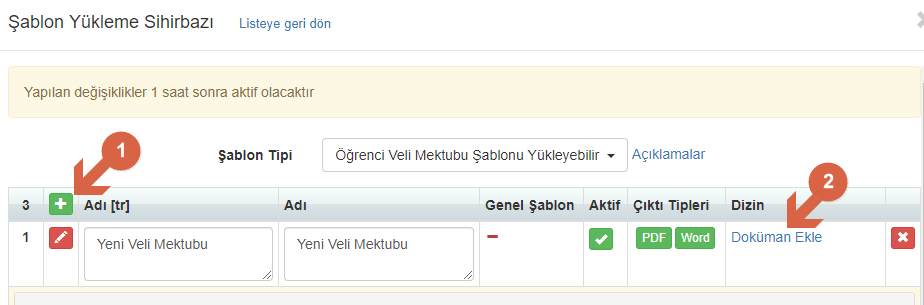 Şablon Yükleme Sihirbazı Listeye geri dön
Yapılan değişiklikler 1 saat sonra aktif olacaktır
1
Şablon Tipi Öğrenci Veli Mektubu Şablonu Yükleyebilir Açıklamalar
2
3 Adı [tr] Adı Genel Şablon Aktif Çıktı Tipleri Dizin
1 Yeni Veli Mektubu Yeni Veli Mektubu PDF Word Doküman Ekle